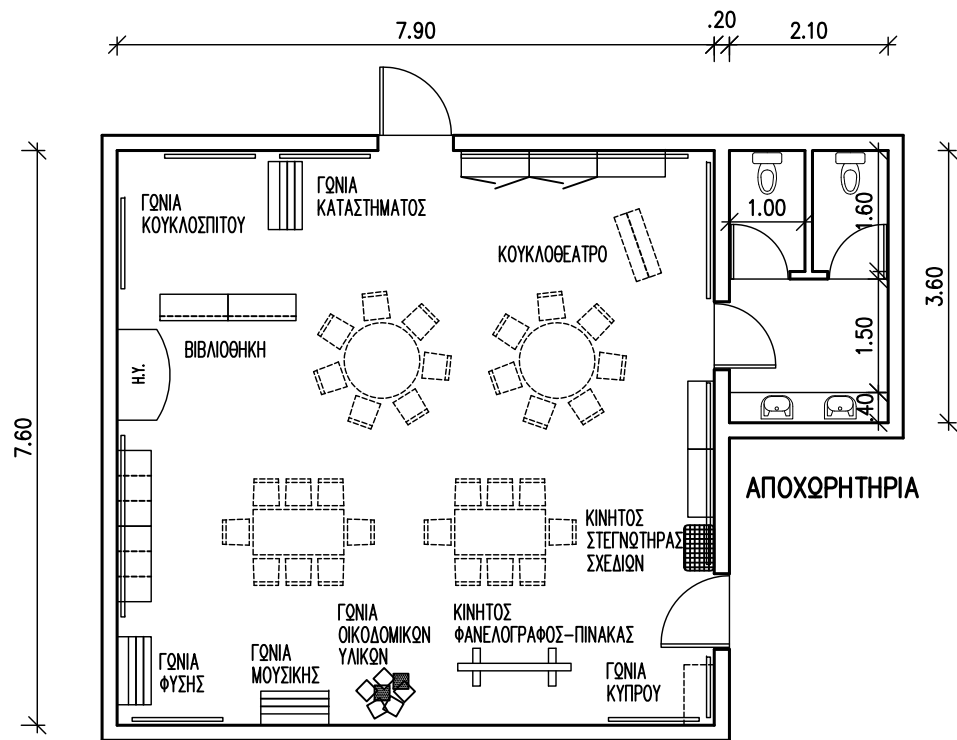 7.90
.20
2.10
7.60
3.60
ΓΩΝΙΑ
ΚΟΥΚΛΟΣΠΙΤΟΥ
ΓΩΝΙΑ
ΚΑΤΑΣΤΗΜΑΤΟΣ
ΚΟΥΚΛΟΘΕΑΤΡΟ
1.00
1.60
1.50
.40
ΒΙΒΛΙΟΘΗΚΗ
Η.Υ.
ΑΠΟΧΩΡΗΤΗΡΙΑ
ΚΙΝΗΤΟΣ
ΣΤΕΓΝΩΤΗΡΑΣ
ΣΧΕΔΙΩΝ
ΓΩΝΙΑ
ΦΥΣΗΣ
ΓΩΝΙΑ
ΜΟΥΣΙΚΗΣ
ΓΩΝΙΑ
ΟΙΚΟΔΟΜΙΚΩΝ
ΥΛΙΚΩΝ
ΚΙΝΗΤΟΣ
ΦΑΝΕΛΟΓΡΑΦΟΣ-ΠΙΝΑΚΑΣ
ΓΩΝΙΑ
ΚΥΠΡΟΥ